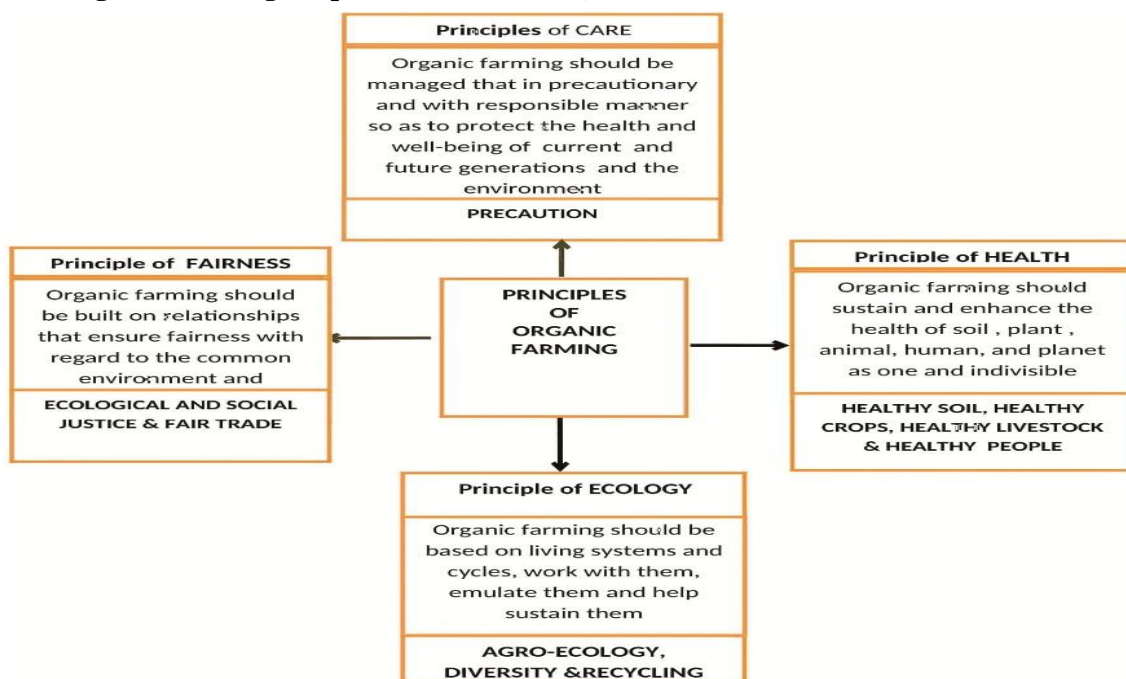 Principles of CARE
Organic farming should be
managed that in precautionary
and with responsible manner
so as to protect the health and
well-being of current and
future generations and the
environment
PRECAUTION
Principle of FAIRNESS
Organic farming should
be built on relationships
that ensure fairness with
regard to the common
environment and
ECOLOGICAL AND SOCIAL
JUSTICE & FAIR TRADE
PRINCIPLES
OF
ORGANIC
FARMING
Principle of HEALTH
Organic farming should
sustain and enhance the
health of soil , plant ,
animal, human, and planet
as one and indivisible
HEALTHY SOIL, HEALTHY
CROPS, HEALTHY LIVESTOCK
& HEALTHY PEOPLE
Principle of ECOLOGY
Organic farming should be
based on living systems and
cycles, work with them,
emulate them and help
sustain them
AGRO-ECOLOGY,
DIVERSITY &RECYCLING